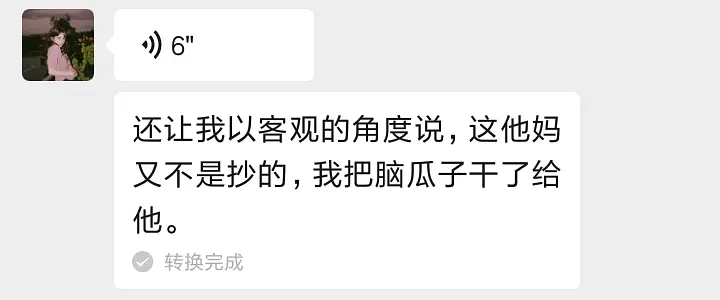 6"
还让我以客观的角度说，这他妈
又不是抄的，我把脑瓜子干了给
他。
转换完成